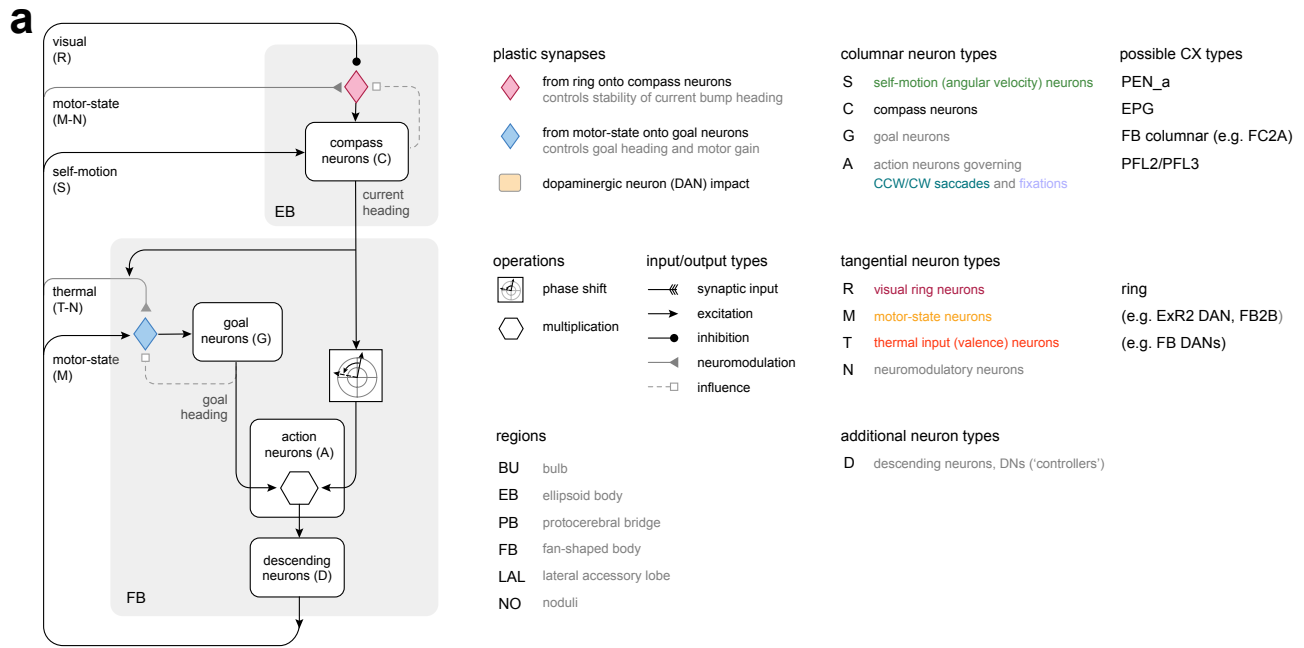 a
visual
(R)
motor-state
(M-N)
self-motion
(S)
compass
neurons (C)
current
heading
EB
thermal
(T-N)
motor-state
(M)
goal
neurons (G)
goal
heading
action
neurons (A)
descending
neurons (D)
FB
plastic synapses
from ring onto compass neurons
controls stability of current bump heading
from motor-state onto goal neurons
controls goal heading and motor gain
dopaminergic neuron (DAN) impact
operations
phase shift
multiplication
input/output types
synaptic input
excitation
inhibition
neuromodulation
influence
regions
BU bulb
EB ellipsoid body
PB protocerebral bridge
FB fan-shaped body
LAL lateral accessory lobe
NO noduli
columnar neuron types possible CX types
S self-motion (angular velocity) neurons PEN_a
C compass neurons EPG
G goal neurons FB columnar (e.g. FC2A)
A action neurons governing PFL2/PFL3
CCW/CW saccades and fixations
tangential neuron types
R visual ring neurons ring
M motor-state neurons (e.g. ExR2 DAN, FB2B)
T thermal input (valence) neurons (e.g. FB DANs)
N neuromodulatory neurons
additional neuron types
D descending neurons, DNs (‘controllers’)